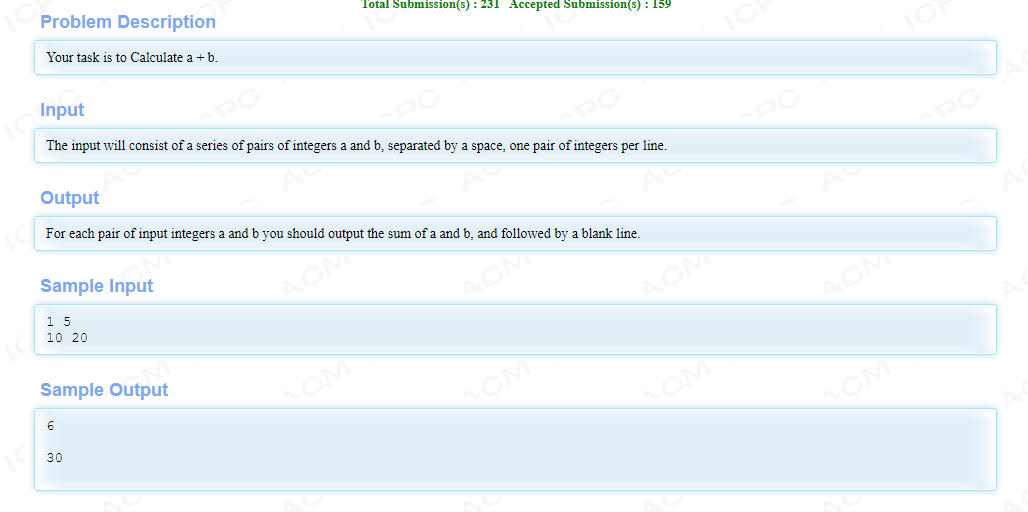 Total Submission(s) : 231 Accepted Submission(s) : 159
Problem Description
Your task is to Calculate a + b.
Input
The input will consist of a series of pairs of integers a and b, separated by a space, one pair of integers per line.
Output
For each pair of input integers a and b you should output the sum of a and b, and followed by a blank line.
Sample Input
1 5
10 20
Sample Output
6
30